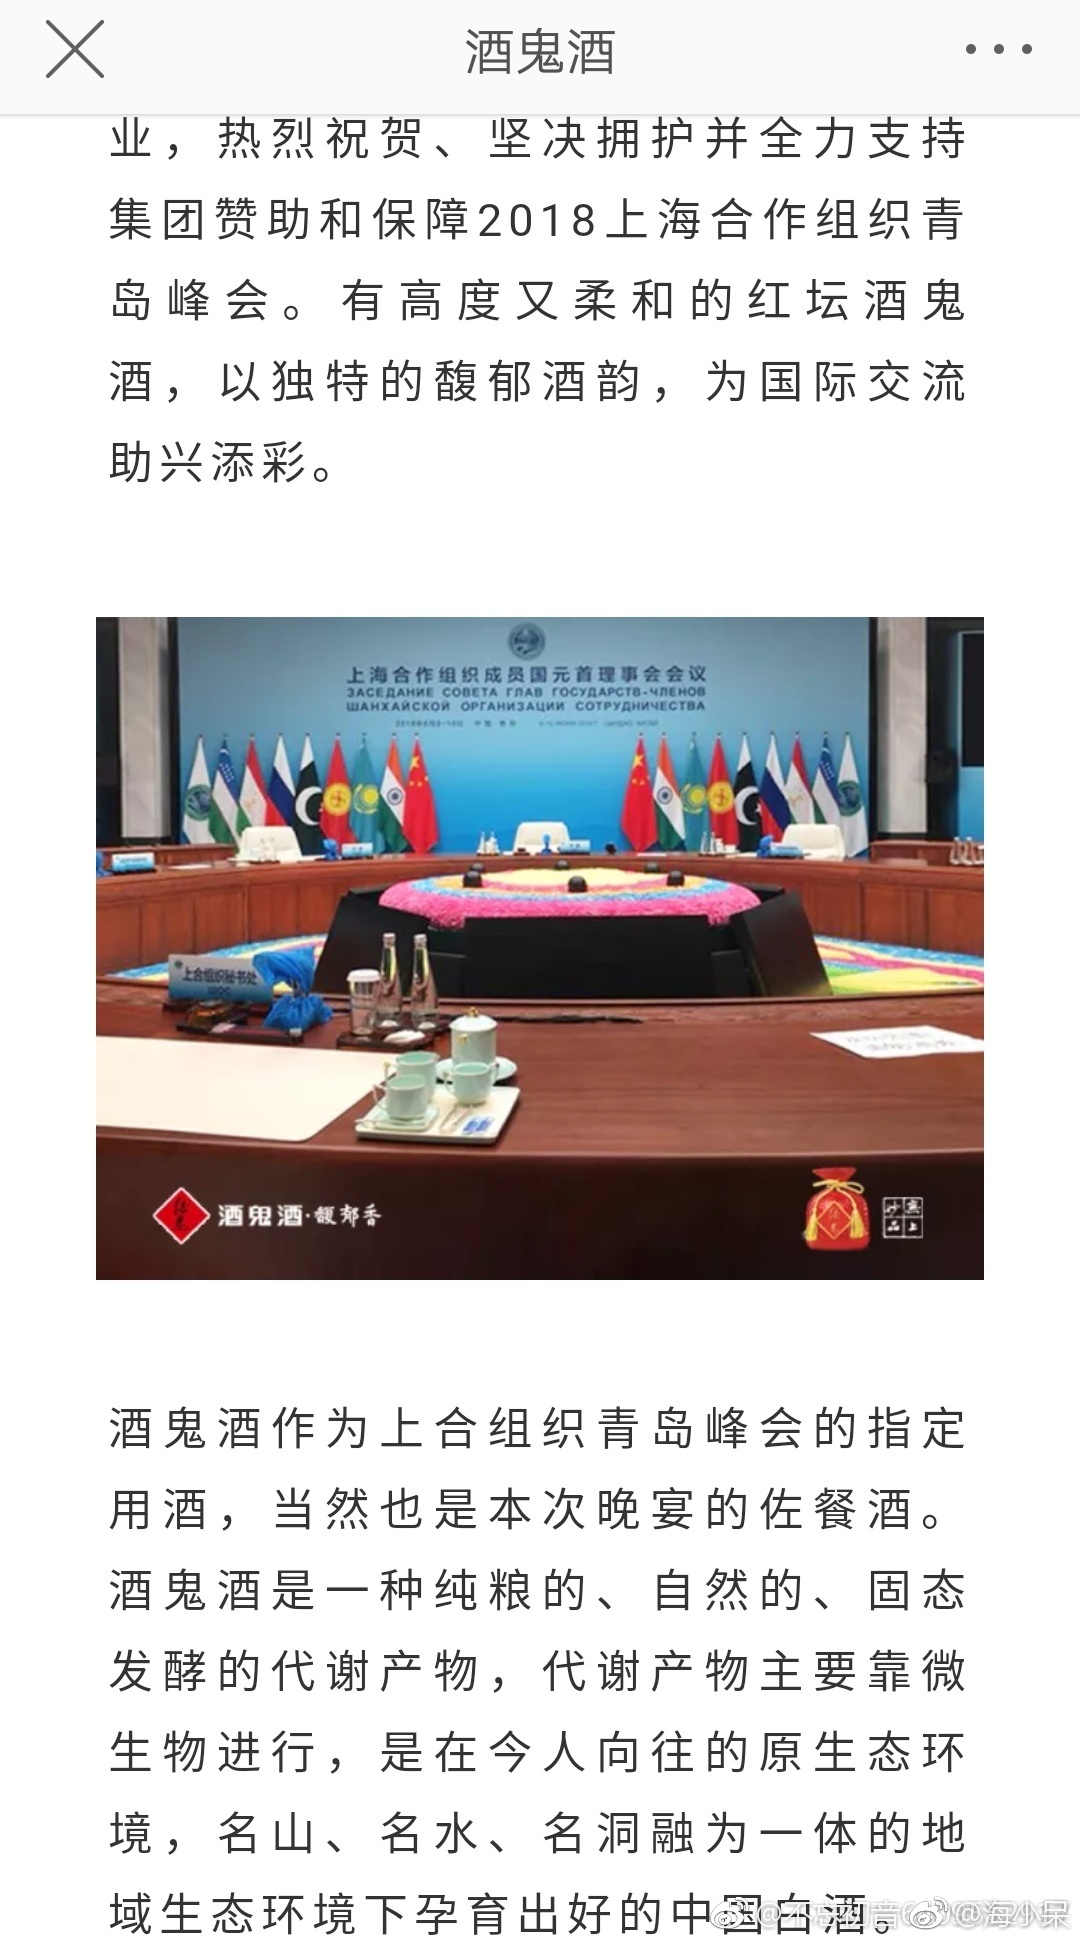 酒鬼酒
业，热烈祝贺、坚决拥护并全力支持
集团赞助和保障2018上海合作组织青
岛峰会。有高度又柔和的红坛酒鬼
酒，以独特的馥郁酒韵，为国际交流
助兴添彩。
上海合作组织成员国元首理事会会议
ЗАСЕДАНИЕ СОВЕТА ГЛАВ ГОСУДАРСТВ-ЧЛЕНОВ
ШАНХАЙСКОЙ ОРГАНИЗАЦИИ СОТРУДНИЧЕСТВА
上合组织秘书处
酒鬼酒·馥郁香
酒鬼酒作为上合组织青岛峰会的指定
用酒，当然也是本次晚宴的佐餐酒。
酒鬼酒是一种纯粮的、自然的、固态
发酵的代谢产物，代谢产物主要靠微
生物进行，是在今人向往的原生态环
境，名山、名水、名洞融为一体的地
域生态环境下孕育出好的中国白酒。
@海小呆